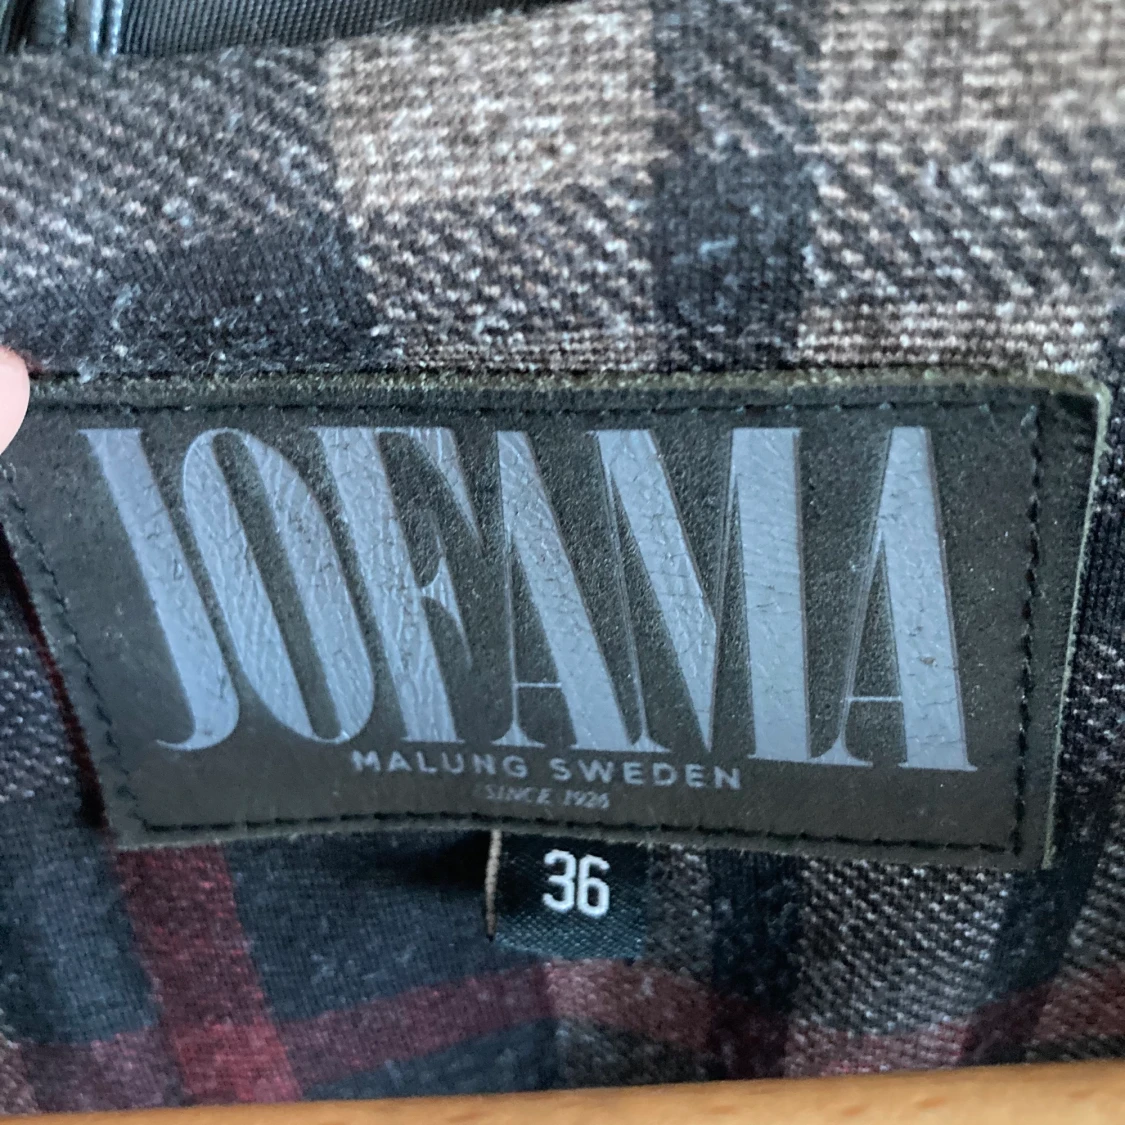 JOFAMA
MALUNG SWEDEN
SINCE 1926
36